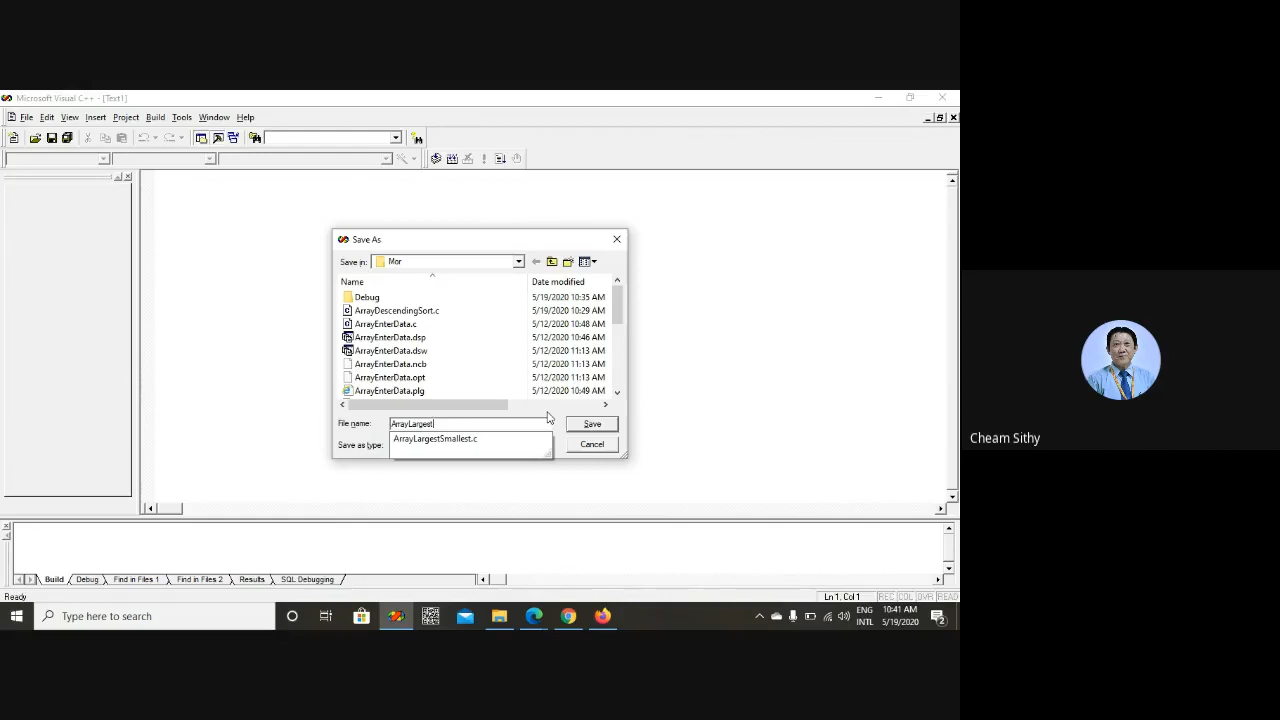 Microsoft Visual C++ - [Text1]
File Edit View Insert Project Build Tools Window Help
Save As
Save in: Mor
Name Date modified
Debug 5/19/2020 10:35 AM
ArrayDescendingSort.c 5/19/2020 10:29 AM
ArrayEnterData.c 5/12/2020 10:48 AM
ArrayEnterData.dsp 5/12/2020 10:46 AM
ArrayEnterData.dsw 5/12/2020 11:13 AM
ArrayEnterData.ncb 5/12/2020 11:13 AM
ArrayEnterData.opt 5/12/2020 11:13 AM
ArrayEnterData.plg 5/12/2020 10:49 AM
File name: ArrayLargest Save
ArrayLargestSmallest.c
Save as type: Cancel
Cheam Sithy
Build Debug Find in Files 1 Find in Files 2 Results SQL Debugging
Ready Ln 1, Col 1 REC COL OVR READ
Type here to search
ENG 10:41 AM
INTL 5/19/2020 2